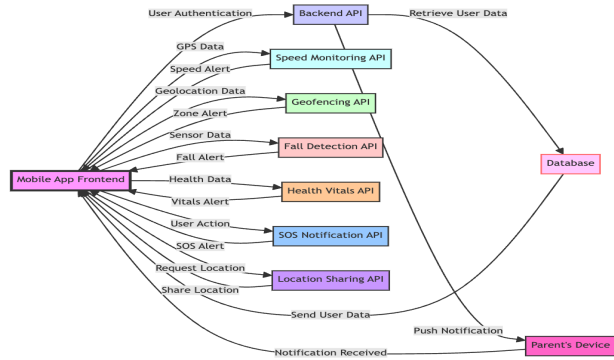 User Authentication
Backend API
Retrieve User Data
GPS Data
Speed Alert
Speed Monitoring API
Geolocation Data
Geofencing API
Zone Alert
Sensor Data
Fall Detection API
Fall Alert
Database
Mobile App Frontend
Health Data
Health Vitals API
Vitals Alert
User Action
SOS Notification API
SOS Alert
Request Location
Location Sharing API
Share Location
Send User Data
Push Notification
Parent's Device
Notification Received